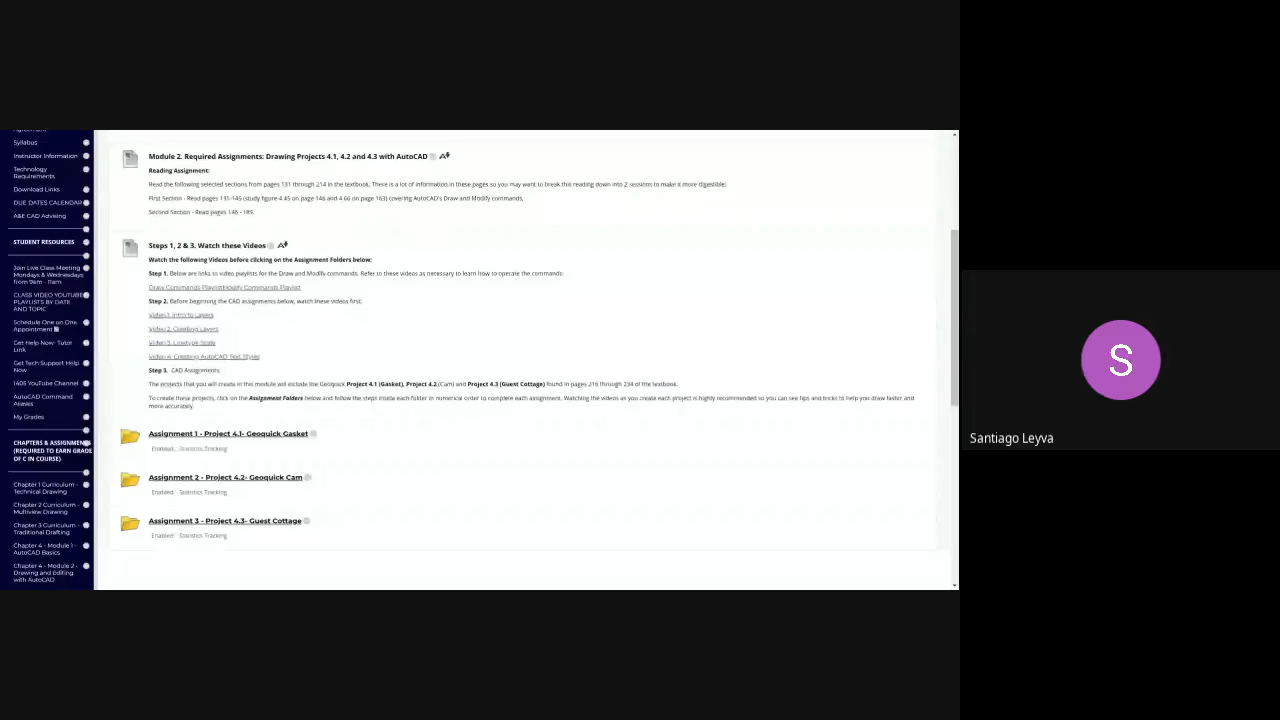 Syllabus
Instructor Information
Technology
Requirements
Download Links
DUE DATES CALENDAR
A&E CAD Advising
STUDENT RESOURCES
Join Live Class Meeting
Mondays & Wednesdays
from 9am - 11am
CLASS VIDEO YOUTUBE
PLAYLISTS BY DATE
AND TOPIC
Schedule One on One
Appointment
Get Help Now- Tutor
Link
Get Tech Support Help
Now
1405 YouTube Channel
AutoCAD Command
Aliases
My Grades
CHAPTERS & ASSIGNMENTS
(REQUIRED TO EARN GRADE
OF C IN COURSE)
Chapter 1 Curriculum -
Technical Drawing
Chapter 2 Curriculum -
Multiview Drawing
Chapter 3 Curriculum -
Traditional Drafting
Chapter 4 - Module 1 -
AutoCAD Basics
Chapter 4 - Module 2 -
Drawing and Editing
with AutoCAD
Module 2. Required Assignments: Drawing Projects 4.1, 4.2 and 4.3 with AutoCAD
Reading Assignment:
Read the following selected sections from pages 131 through 214 in the textbook. There is a lot of information in these pages so you may want to break this reading down into 2 sessions to make it more digestible:
First Section - Read pages 131-145 (study figure 4.45 on page 146 and 4.66 on page 163) covering AutoCAD's Draw and Modify commands,
Second Section - Read pages 146 - 185.
Steps 1, 2 & 3. Watch these Videos
Watch the following Videos before clicking on the Assignment Folders below:
Step 1. Below are links to video playlists for the Draw and Modify commands. Refer to these videos as necessary to learn how to operate the commands:
Draw Commands PlaylistModify Commands Playlist
Step 2. Before beginning the CAD assignments below, watch these videos first:
Video 1. Intro to Layers
Video 2. Creating Layers
Video 3. Linetype Scale
Video 4. Creating AutoCAD Text Styles
Step 3. CAD Assignments
The projects that you will create in this module will include the Geoquick Project 4.1 (Gasket), Project 4.2 (Cam) and Project 4.3 (Guest Cottage) found in pages 216 through 234 of the textbook.
To create these projects, click on the Assignment Folders below and follow the steps inside each folder in numerical order to complete each assignment. Watching the videos as you create each project is highly recommended so you can see tips and tricks to help you draw faster and
more accurately.
Assignment 1 - Project 4.1- Geoquick Gasket
Enabled: Statistics Tracking
Assignment 2 - Project 4.2- Geoquick Cam
Enabled: Statistics Tracking
Assignment 3 - Project 4.3- Guest Cottage
Enabled: Statistics Tracking
S
Santiago Leyva